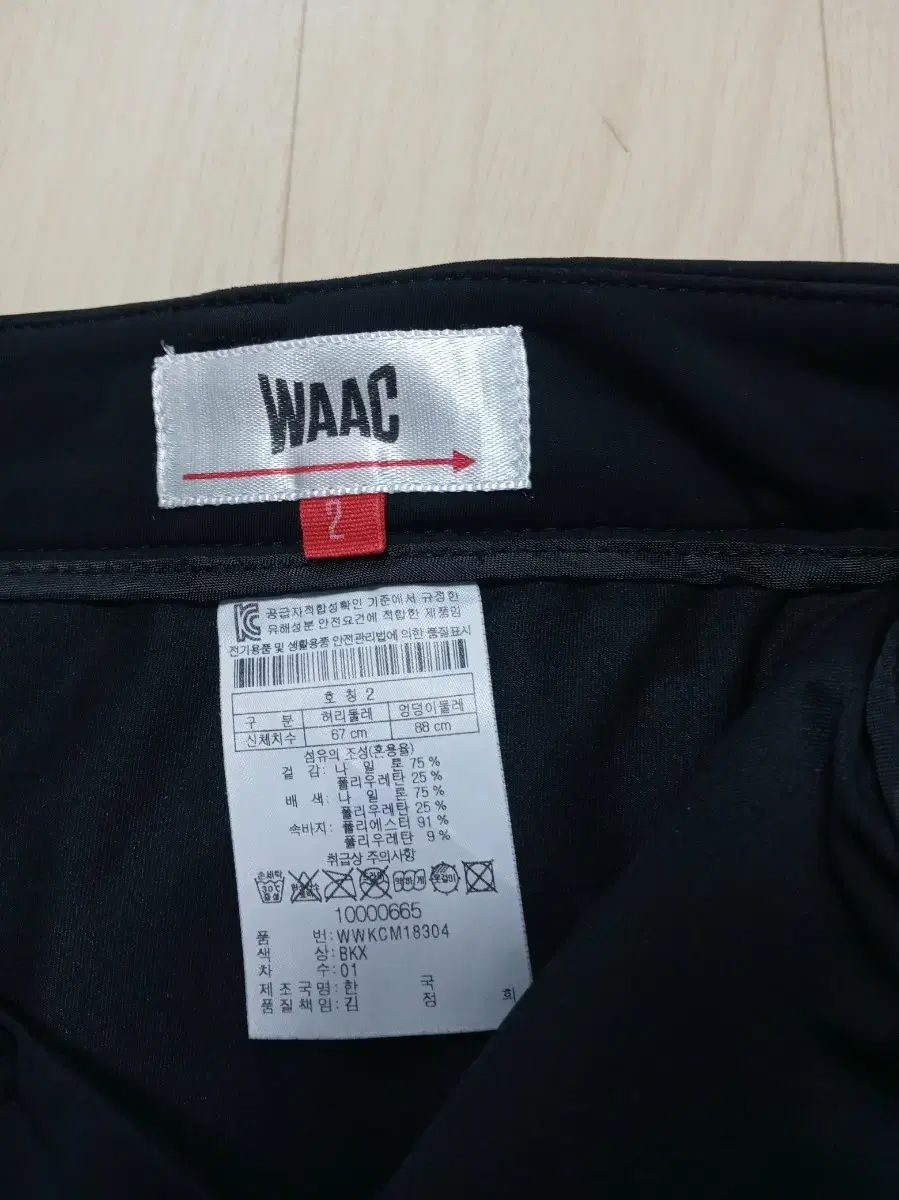 WAAC
2
공급자적합성확인 기준에서 규정한
유해성분 안전요건에 적합한 제품임
전기용품 및 생활용품 안전관리법에 의한 품질표시
호 칭 2
구 분 허리둘레 엉덩이둘레
신체치수 67 cm 88 cm
섬유의 조성(혼용율)
겉 감: 나 일 론 75 %
폴리우레탄 25 %
배 색: 나 일 론 75 %
폴리우레탄 25 %
속바지: 폴리에스터 91 %
폴리우레탄 9 %
취급상 주의사항
손세탁 30℃ 중성
10000665
품 번: WWKCM18304
색 상: BKX
차 수: 01
제 조 국 명: 한 국
품 질 책 임: 김 정 희